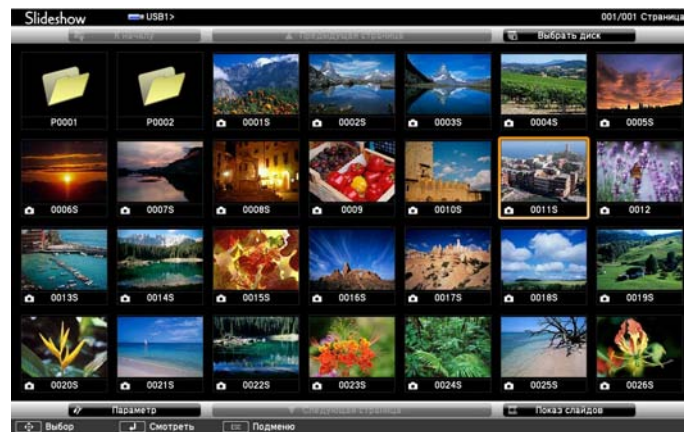 Slideshow USB1> 001/001 Страница
К началу Предыдущая страница Выбрать диск
P0001 P0002 0001S 0002S 0003S 0004S 0005S
0006S 0007S 0008S 0009 0010S 0011S 0012
0013S 0014S 0015S 0016S 0017S 0018S 0019S
0020S 0021S 0022S 0023S 0024S 0025S 0026S
Параметр Следующая страница Показ слайдов
Выбор Смотреть Esc Подменю